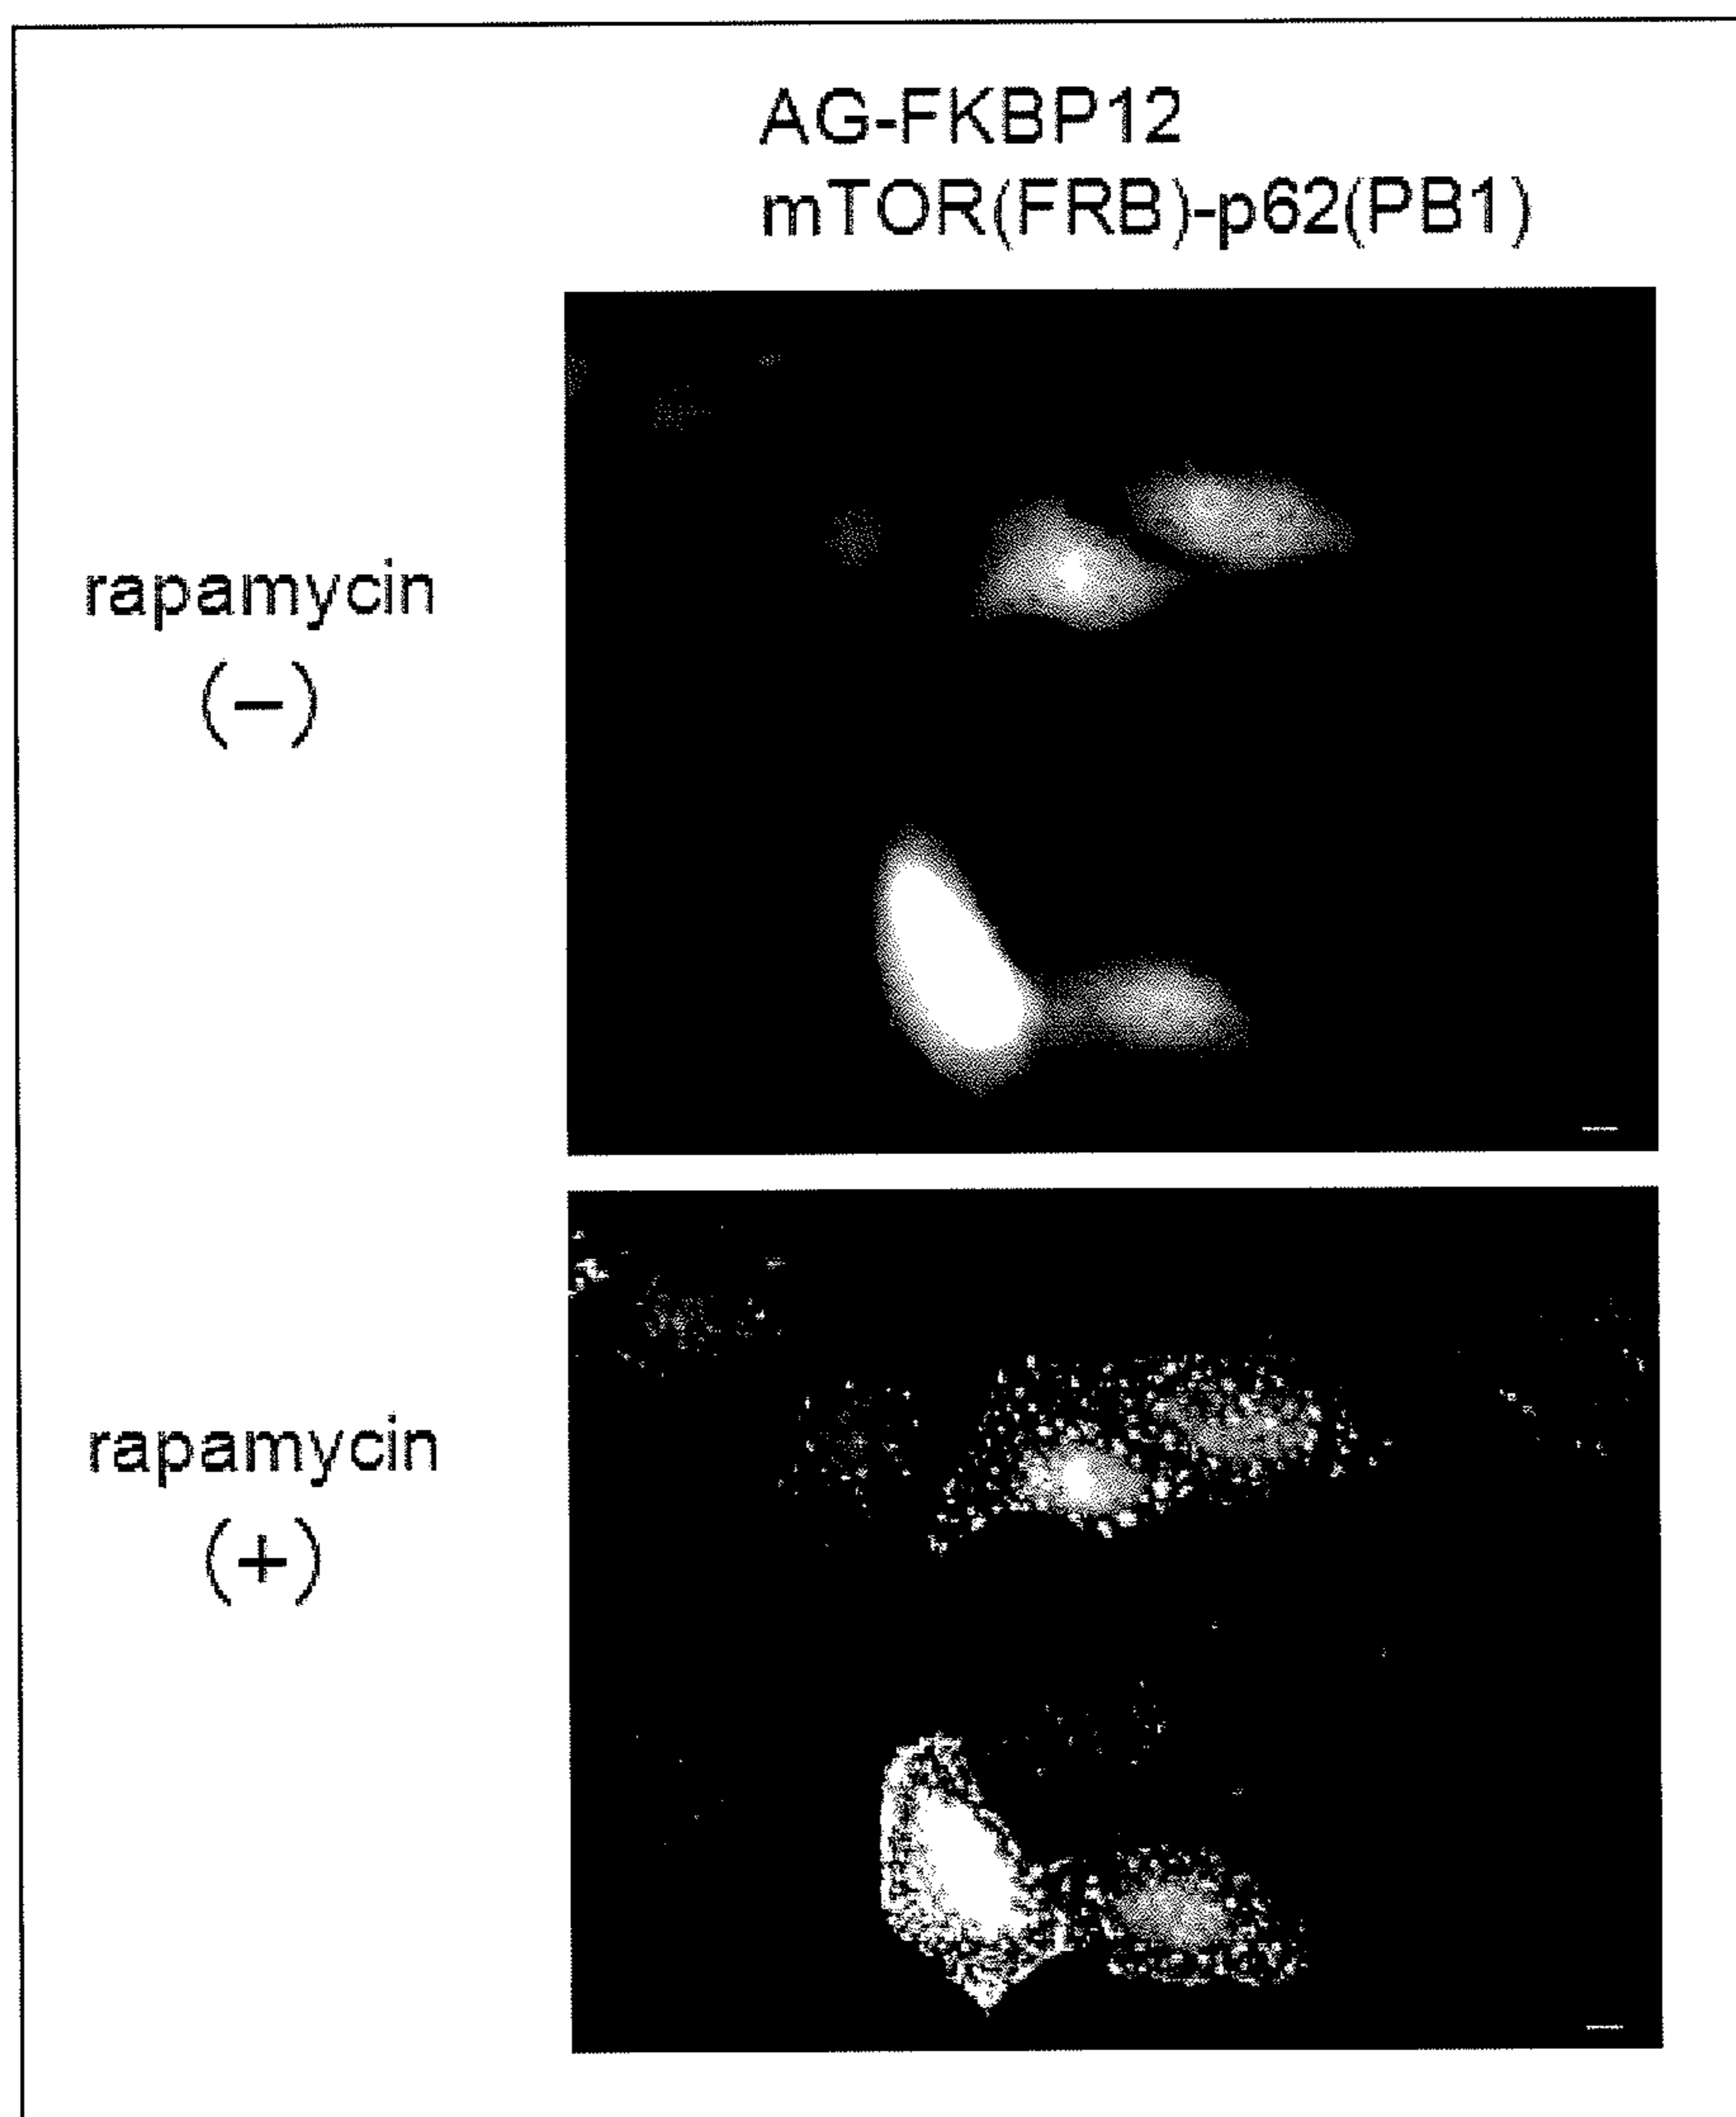 AG-FKBP12
mTOR(FRB)-p62(PB1)
rapamycin
(−)
rapamycin
(+)